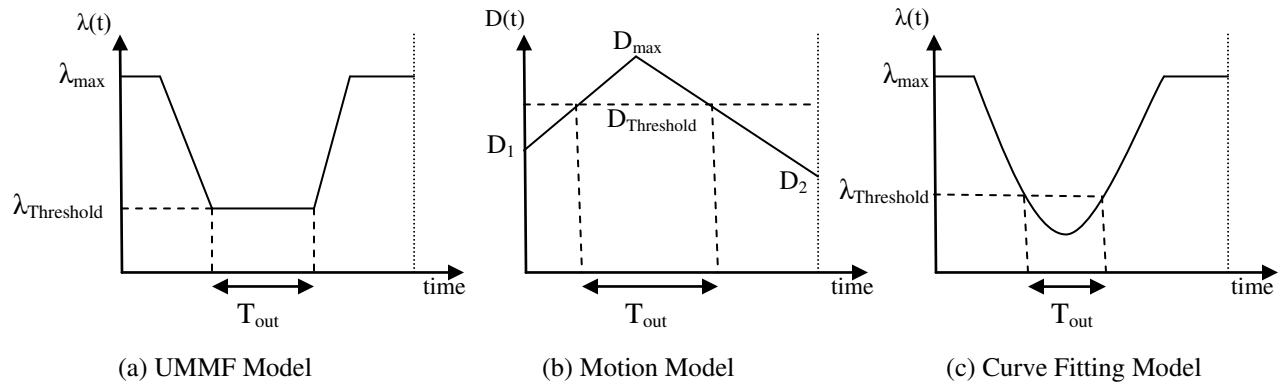 λ(t)
λmax
λThreshold
Tout
time
(a) UMMF Model
D(t)
Dmax
DThreshold
D1
D2
Tout
time
(b) Motion Model
λ(t)
λmax
λThreshold
Tout
time
(c) Curve Fitting Model